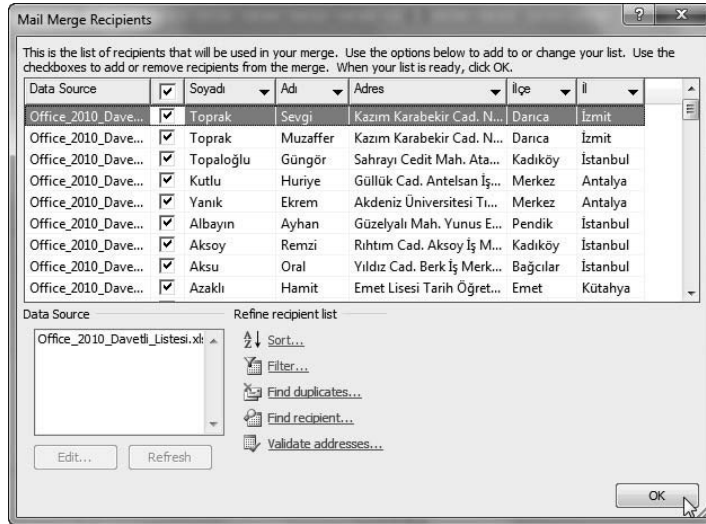 Mail Merge Recipients
This is the list of recipients that will be used in your merge. Use the options below to add to or change your list. Use the
checkboxes to add or remove recipients from the merge. When your list is ready, click OK.
Data Source Soyadı Adı Adres İlçe İl
Office_2010_Dave... Toprak Sevgi Kazım Karabekir Cad. N... Darıca İzmit
Office_2010_Dave... Toprak Muzaffer Kazım Karabekir Cad. N... Darıca İzmit
Office_2010_Dave... Topaloğlu Güngör Sahrayı Cedit Mah. Ata... Kadıköy İstanbul
Office_2010_Dave... Kutlu Huriye Güllük Cad. Antelsan İş... Merkez Antalya
Office_2010_Dave... Yanık Ekrem Akdeniz Üniversitesi Tı... Merkez Antalya
Office_2010_Dave... Albayın Ayhan Güzelyalı Mah. Yunus E... Pendik İstanbul
Office_2010_Dave... Aksoy Remzi Rıhtım Cad. Aksoy İş M... Kadıköy İstanbul
Office_2010_Dave... Aksu Oral Yıldız Cad. Berk İş Merk... Bağcılar İstanbul
Office_2010_Dave... Azaklı Hamit Emet Lisesi Tarih Öğret... Emet Kütahya
Data Source Refine recipient list
Office_2010_Davetli_Listesi.xls
Sort...
Filter...
Find duplicates...
Find recipient...
Validate addresses...
Edit... Refresh
OK